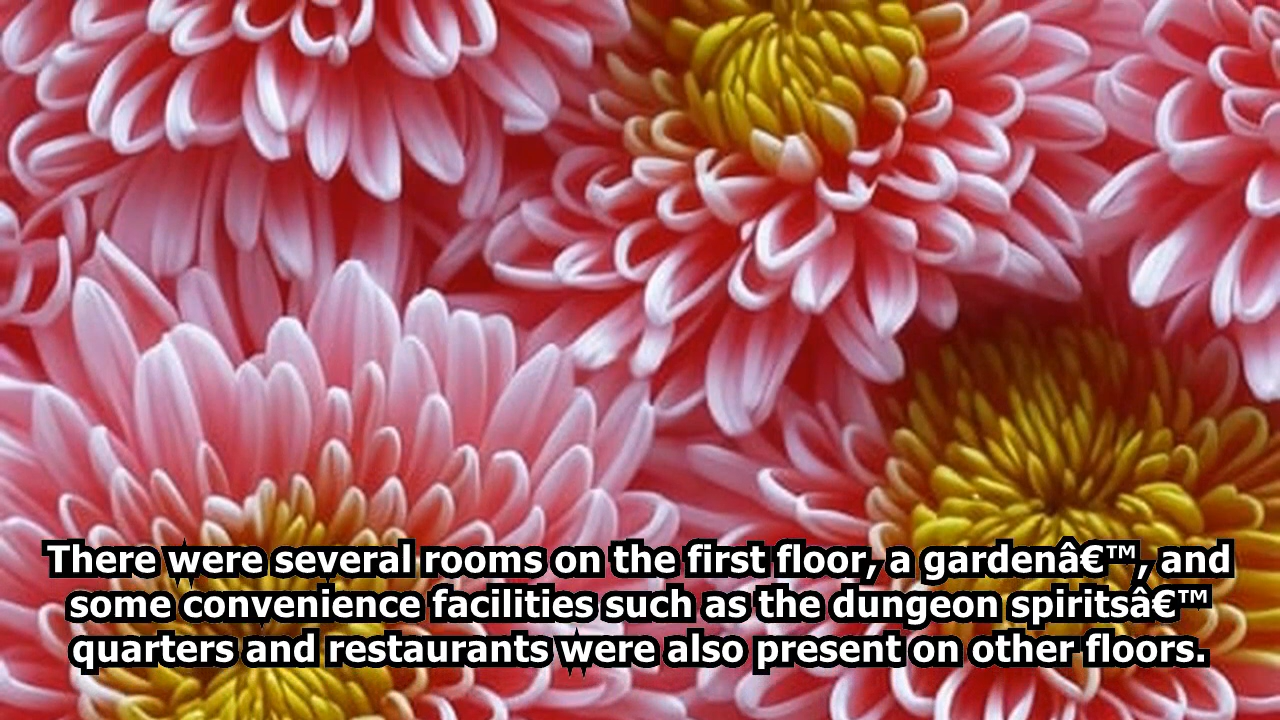 There were several rooms on the first floor, a gardenâ€™, and
some convenience facilities such as the dungeon spiritsâ€™
quarters and restaurants were also present on other floors.